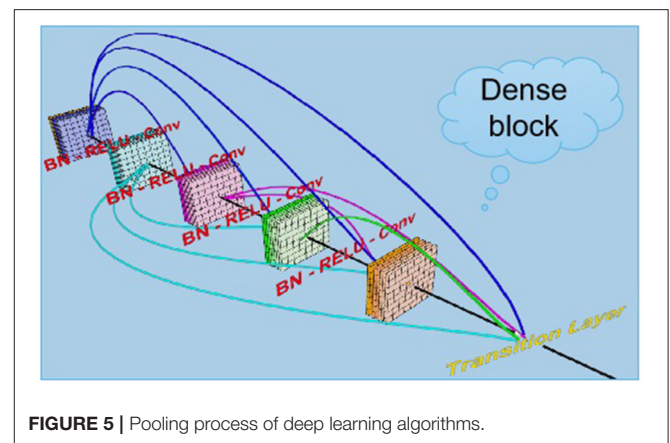 Dense
block
BN - RELU - Conv
BN - RELU - Conv
BN - RELU - Conv
BN - RELU - Conv
Transition Layer
FIGURE 5 | Pooling process of deep learning algorithms.